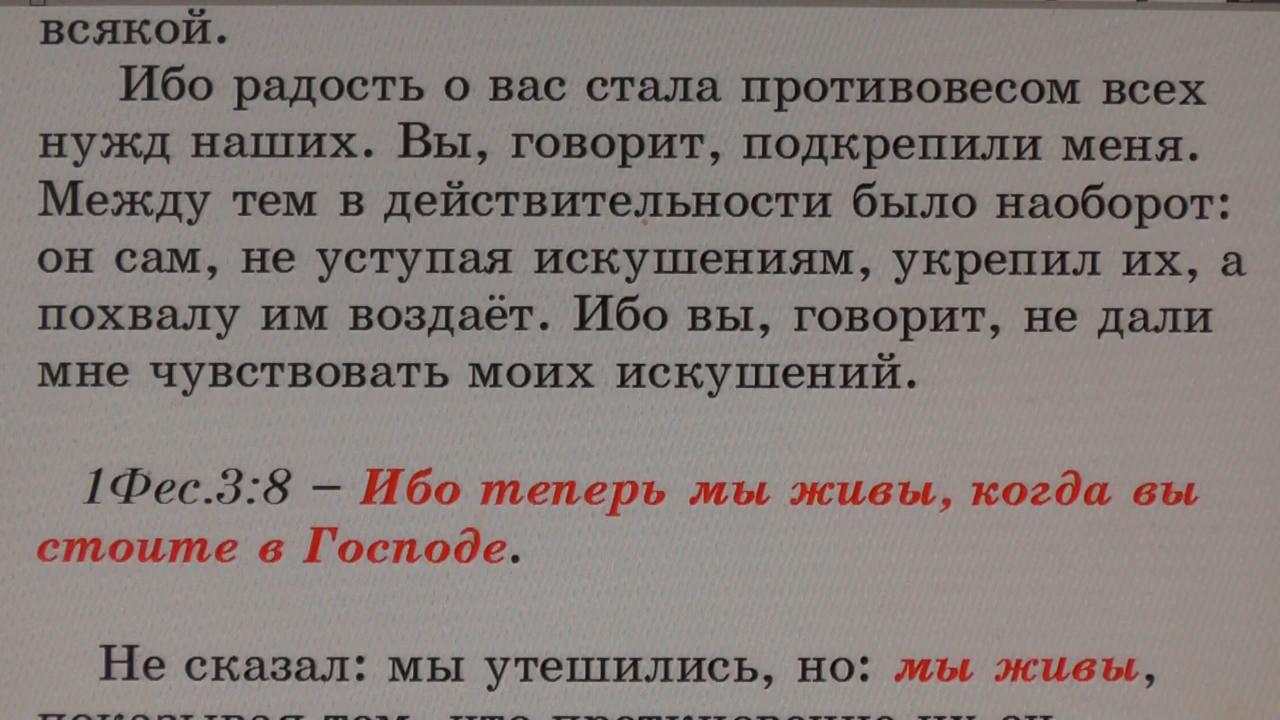 всякой.
Ибо радость о вас стала противовесом всех
нужд наших. Вы, говорит, подкрепили меня.
Между тем в действительности было наоборот:
он сам, не уступая искушениям, укрепил их, а
похвалу им воздаёт. Ибо вы, говорит, не дали
мне чувствовать моих искушений.
1Фес.3:8 – Ибо теперь мы живы, когда вы
стоите в Господе.
Не сказал: мы утешились, но: мы живы,